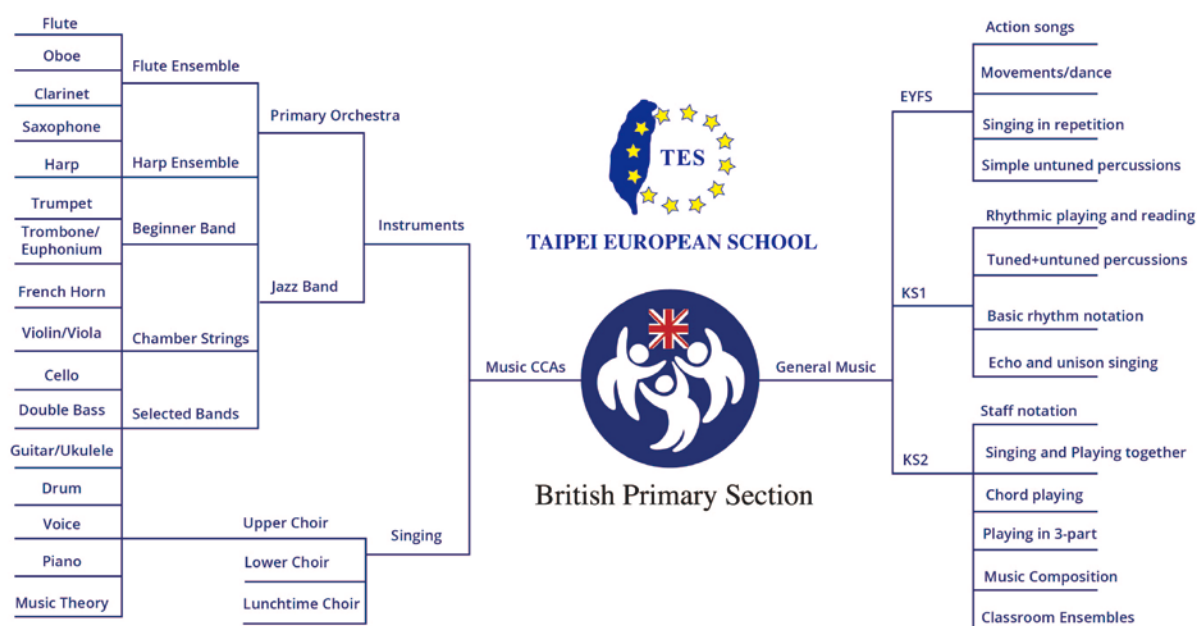 Flute
Oboe
Clarinet
Saxophone
Harp
Trumpet
Trombone/
Euphonium
French Horn
Violin/Viola
Cello
Double Bass
Guitar/Ukulele
Drum
Voice
Piano
Music Theory
Flute Ensemble
Harp Ensemble
Beginner Band
Chamber Strings
Selected Bands
Primary Orchestra
Jazz Band
Upper Choir
Lower Choir
Lunchtime Choir
Instruments
Singing
Music CCAs
TES
TAIPEI EUROPEAN SCHOOL
British Primary Section
General Music
EYFS
Action songs
Movements/dance
Singing in repetition
Simple untuned percussions
KS1
Rhythmic playing and reading
Tuned+untuned percussions
Basic rhythm notation
Echo and unison singing
KS2
Staff notation
Singing and Playing together
Chord playing
Playing in 3-part
Music Composition
Classroom Ensembles